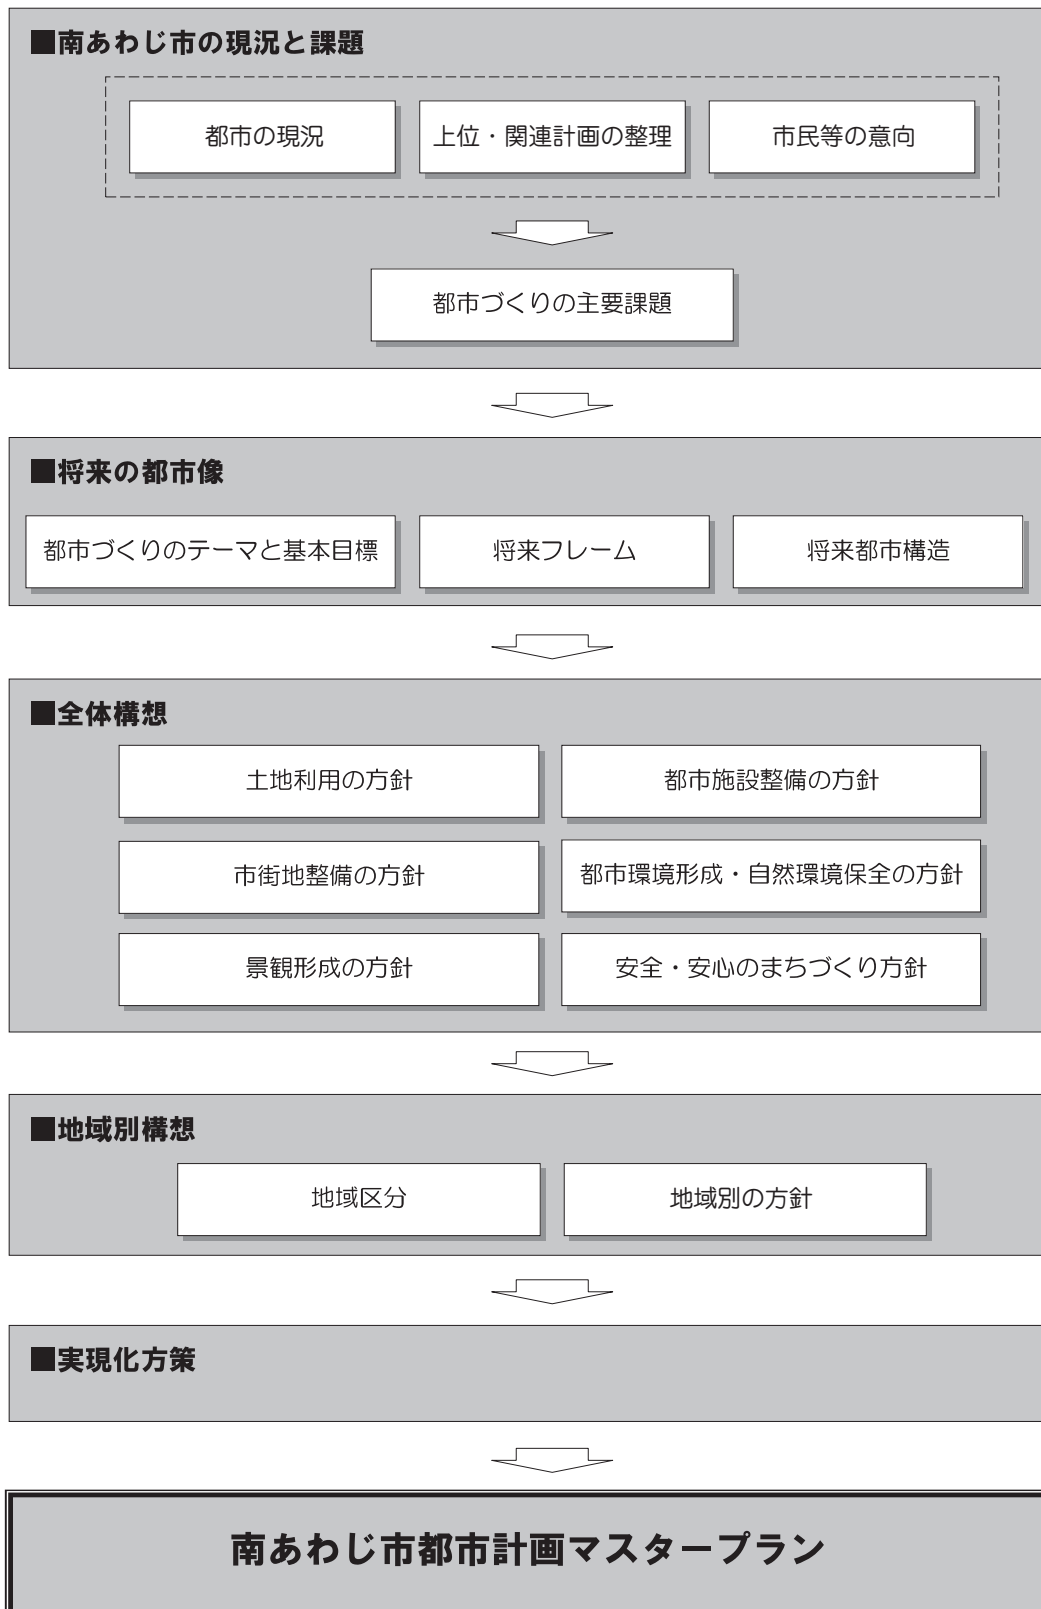 ■南あわじ市の現況と課題
都市の現況
上位・関連計画の整理
市民等の意向
都市づくりの主要課題
■将来の都市像
都市づくりのテーマと基本目標
将来フレーム
将来都市構造
■全体構想
土地利用の方針
都市施設整備の方針
市街地整備の方針
都市環境形成・自然環境保全の方針
景観形成の方針
安全・安心のまちづくり方針
■地域別構想
地域区分
地域別の方針
■実現化方策
南あわじ市都市計画マスタープラン